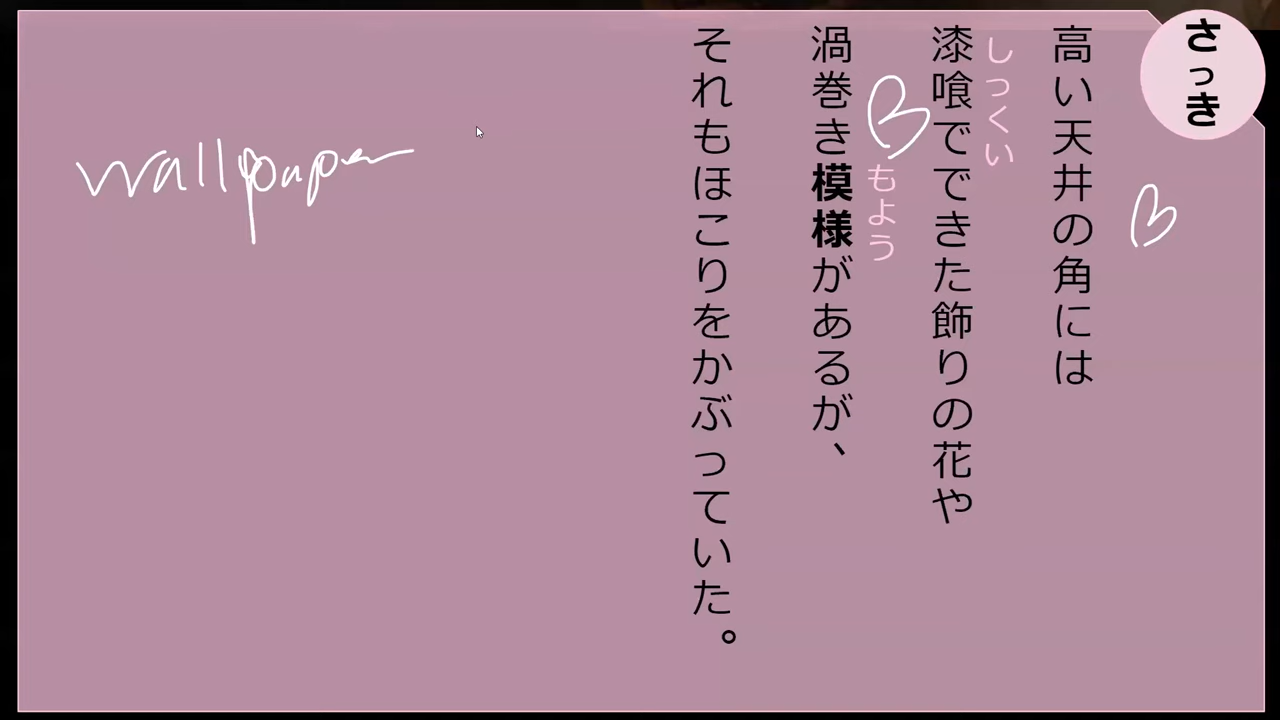 さっき
高い天井の角には
しっくい
漆喰でできた飾りの花や
もよう
渦巻き模様があるが、
それもほこりをかぶっていた。
wallpaper